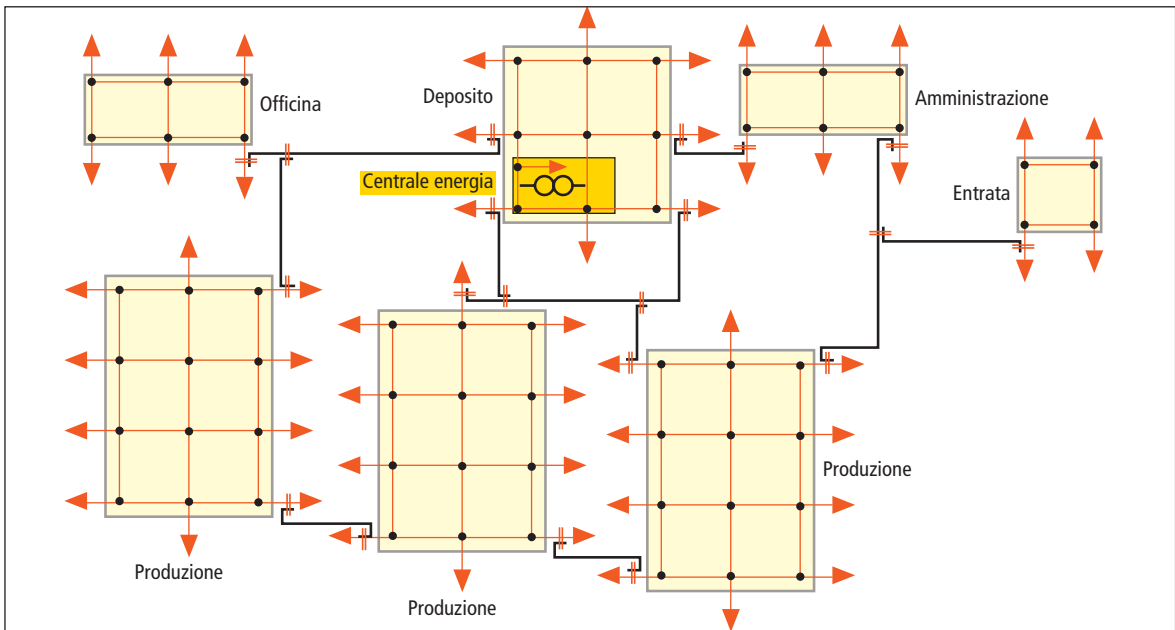 Officina
Deposito
Amministrazione
Centrale energia
Entrata
Produzione
Produzione
Produzione